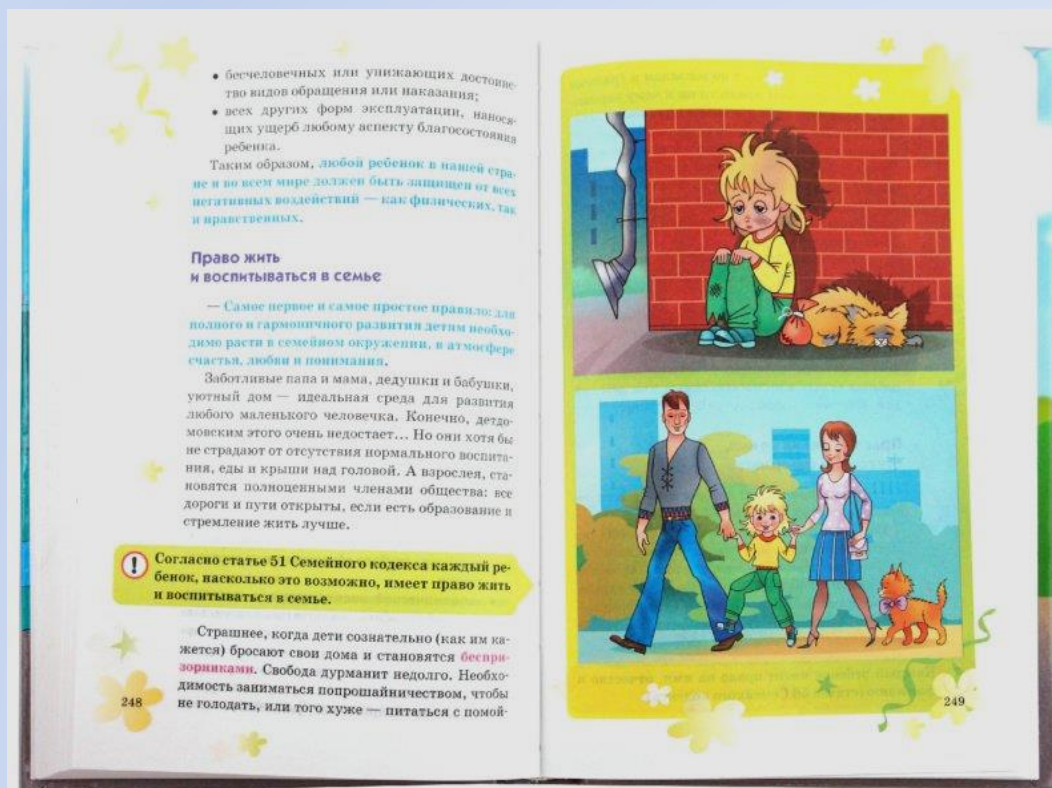 • бесчеловечных или унижающих достоинс-
тво видов обращения или наказания;
• всех других форм эксплуатации, нанося-
щих ущерб любому аспекту благосостояния
ребенка.
Таким образом, любой ребенок в нашей стра-
не и во всем мире должен быть защищен от всех
негативных воздействий — как физических, так
и нравственных.
Право жить
и воспитываться в семье
— Самое первое и самое простое правило: для
полного и гармоничного развития детям необхо-
димо расти в семейном окружении, в атмосфере
счастья, любви и понимания.
Заботливые папа и мама, дедушки и бабушки,
уютный дом — идеальная среда для развития
любого маленького человечка. Конечно, детдо-
мовским этого очень недостает... Но они хотя бы
не страдают от отсутствия нормального воспита-
ния, еды и крыши над головой. А взрослея, ста-
новятся полноценными членами общества: все
дороги и пути открыты, если есть образование и
стремление жить лучше.
! Согласно статье 51 Семейного кодекса каждый ре-
бенок, насколько это возможно, имеет право жить
и воспитываться в семье.
Страшнее, когда дети сознательно (как им ка-
жется) бросают свои дома и становятся беспри-
зорниками. Свобода дурманит недолго. Необхо-
димость заниматься попрошайничеством, чтобы
не голодать, или того хуже — питаться с помой-
248
249